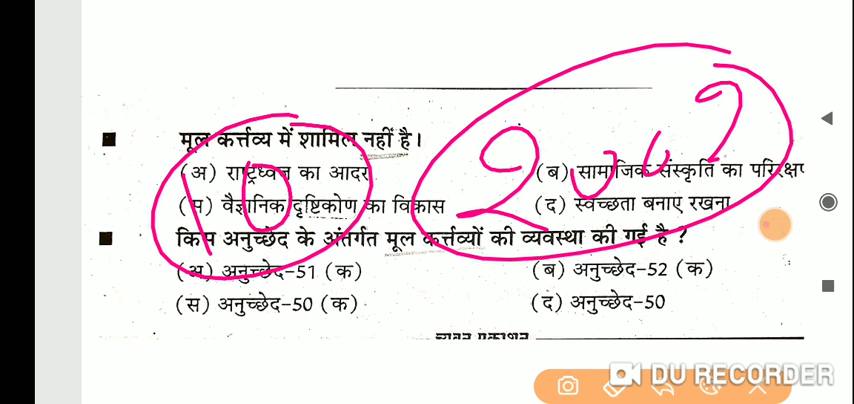 मूल कर्त्तव्य में शामिल नहीं है।
(अ) राष्ट्रध्वज का आदर (ब) सामाजिक संस्कृति का परिरक्षण
(स) वैज्ञानिक दृष्टिकोण का विकास (द) स्वच्छता बनाए रखना
किस अनुच्छेद के अंतर्गत मूल कर्त्तव्यों की व्यवस्था की गई है ?
(अ) अनुच्छेद-51 (क) (ब) अनुच्छेद-52 (क)
(स) अनुच्छेद-50 (क) (द) अनुच्छेद-50
10
DU RECORDER